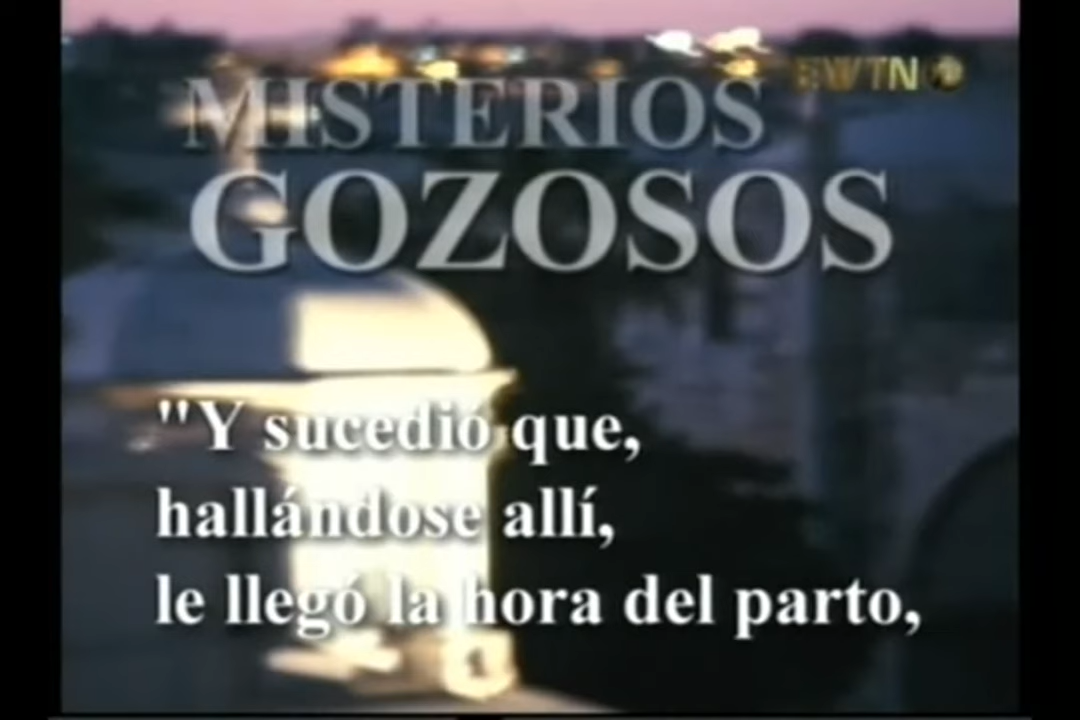 EWTN
MISTERIOS
GOZOSOS
"Y sucedió que,
hallándose allí,
le llegó la hora del parto,